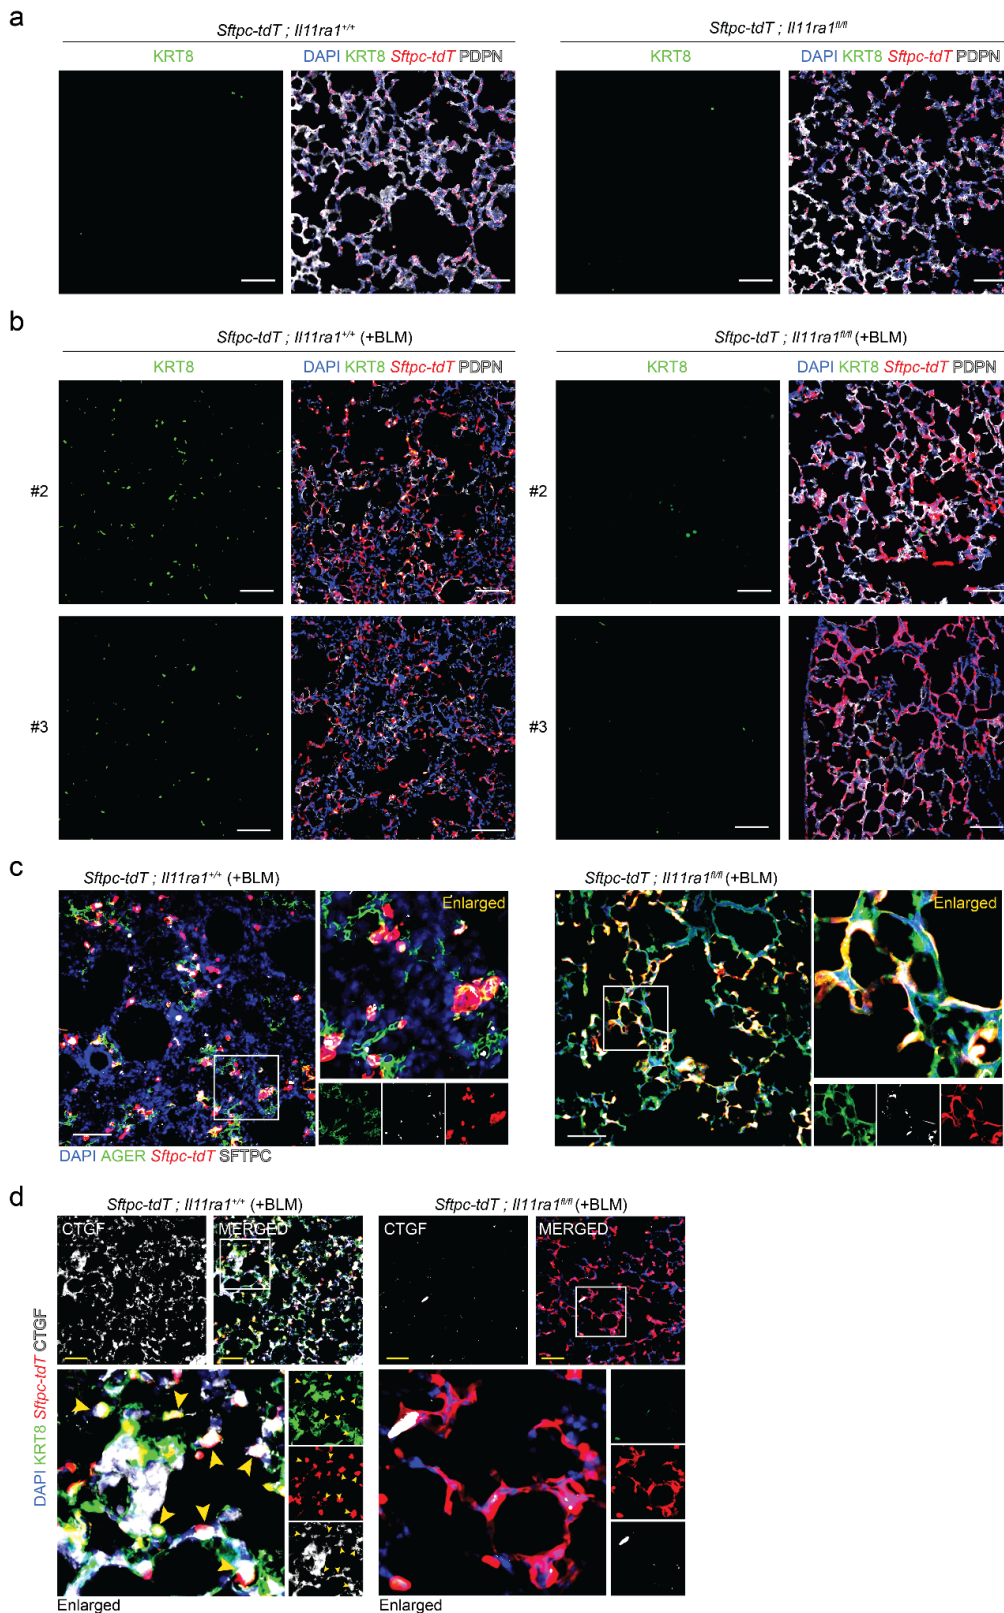 a
Sftpc-tdT ; Il11ra1+/+
Sftpc-tdT ; Il11ra1fl/fl
KRT8
DAPI KRT8 Sftpc-tdT PDPN
KRT8
DAPI KRT8 Sftpc-tdT PDPN
b
Sftpc-tdT ; Il11ra1+/+ (+BLM)
Sftpc-tdT ; Il11ra1fl/fl (+BLM)
KRT8
DAPI KRT8 Sftpc-tdT PDPN
KRT8
DAPI KRT8 Sftpc-tdT PDPN
#2
#2
#3
#3
c
Sftpc-tdT ; Il11ra1+/+ (+BLM)
Sftpc-tdT ; Il11ra1fl/fl (+BLM)
Enlarged
Enlarged
DAPI AGER Sftpc-tdT SFTPC
d
Sftpc-tdT ; Il11ra1+/+ (+BLM)
Sftpc-tdT ; Il11ra1fl/fl (+BLM)
CTGF
MERGED
CTGF
MERGED
DAPI KRT8 Sftpc-tdT CTGF
Enlarged
Enlarged